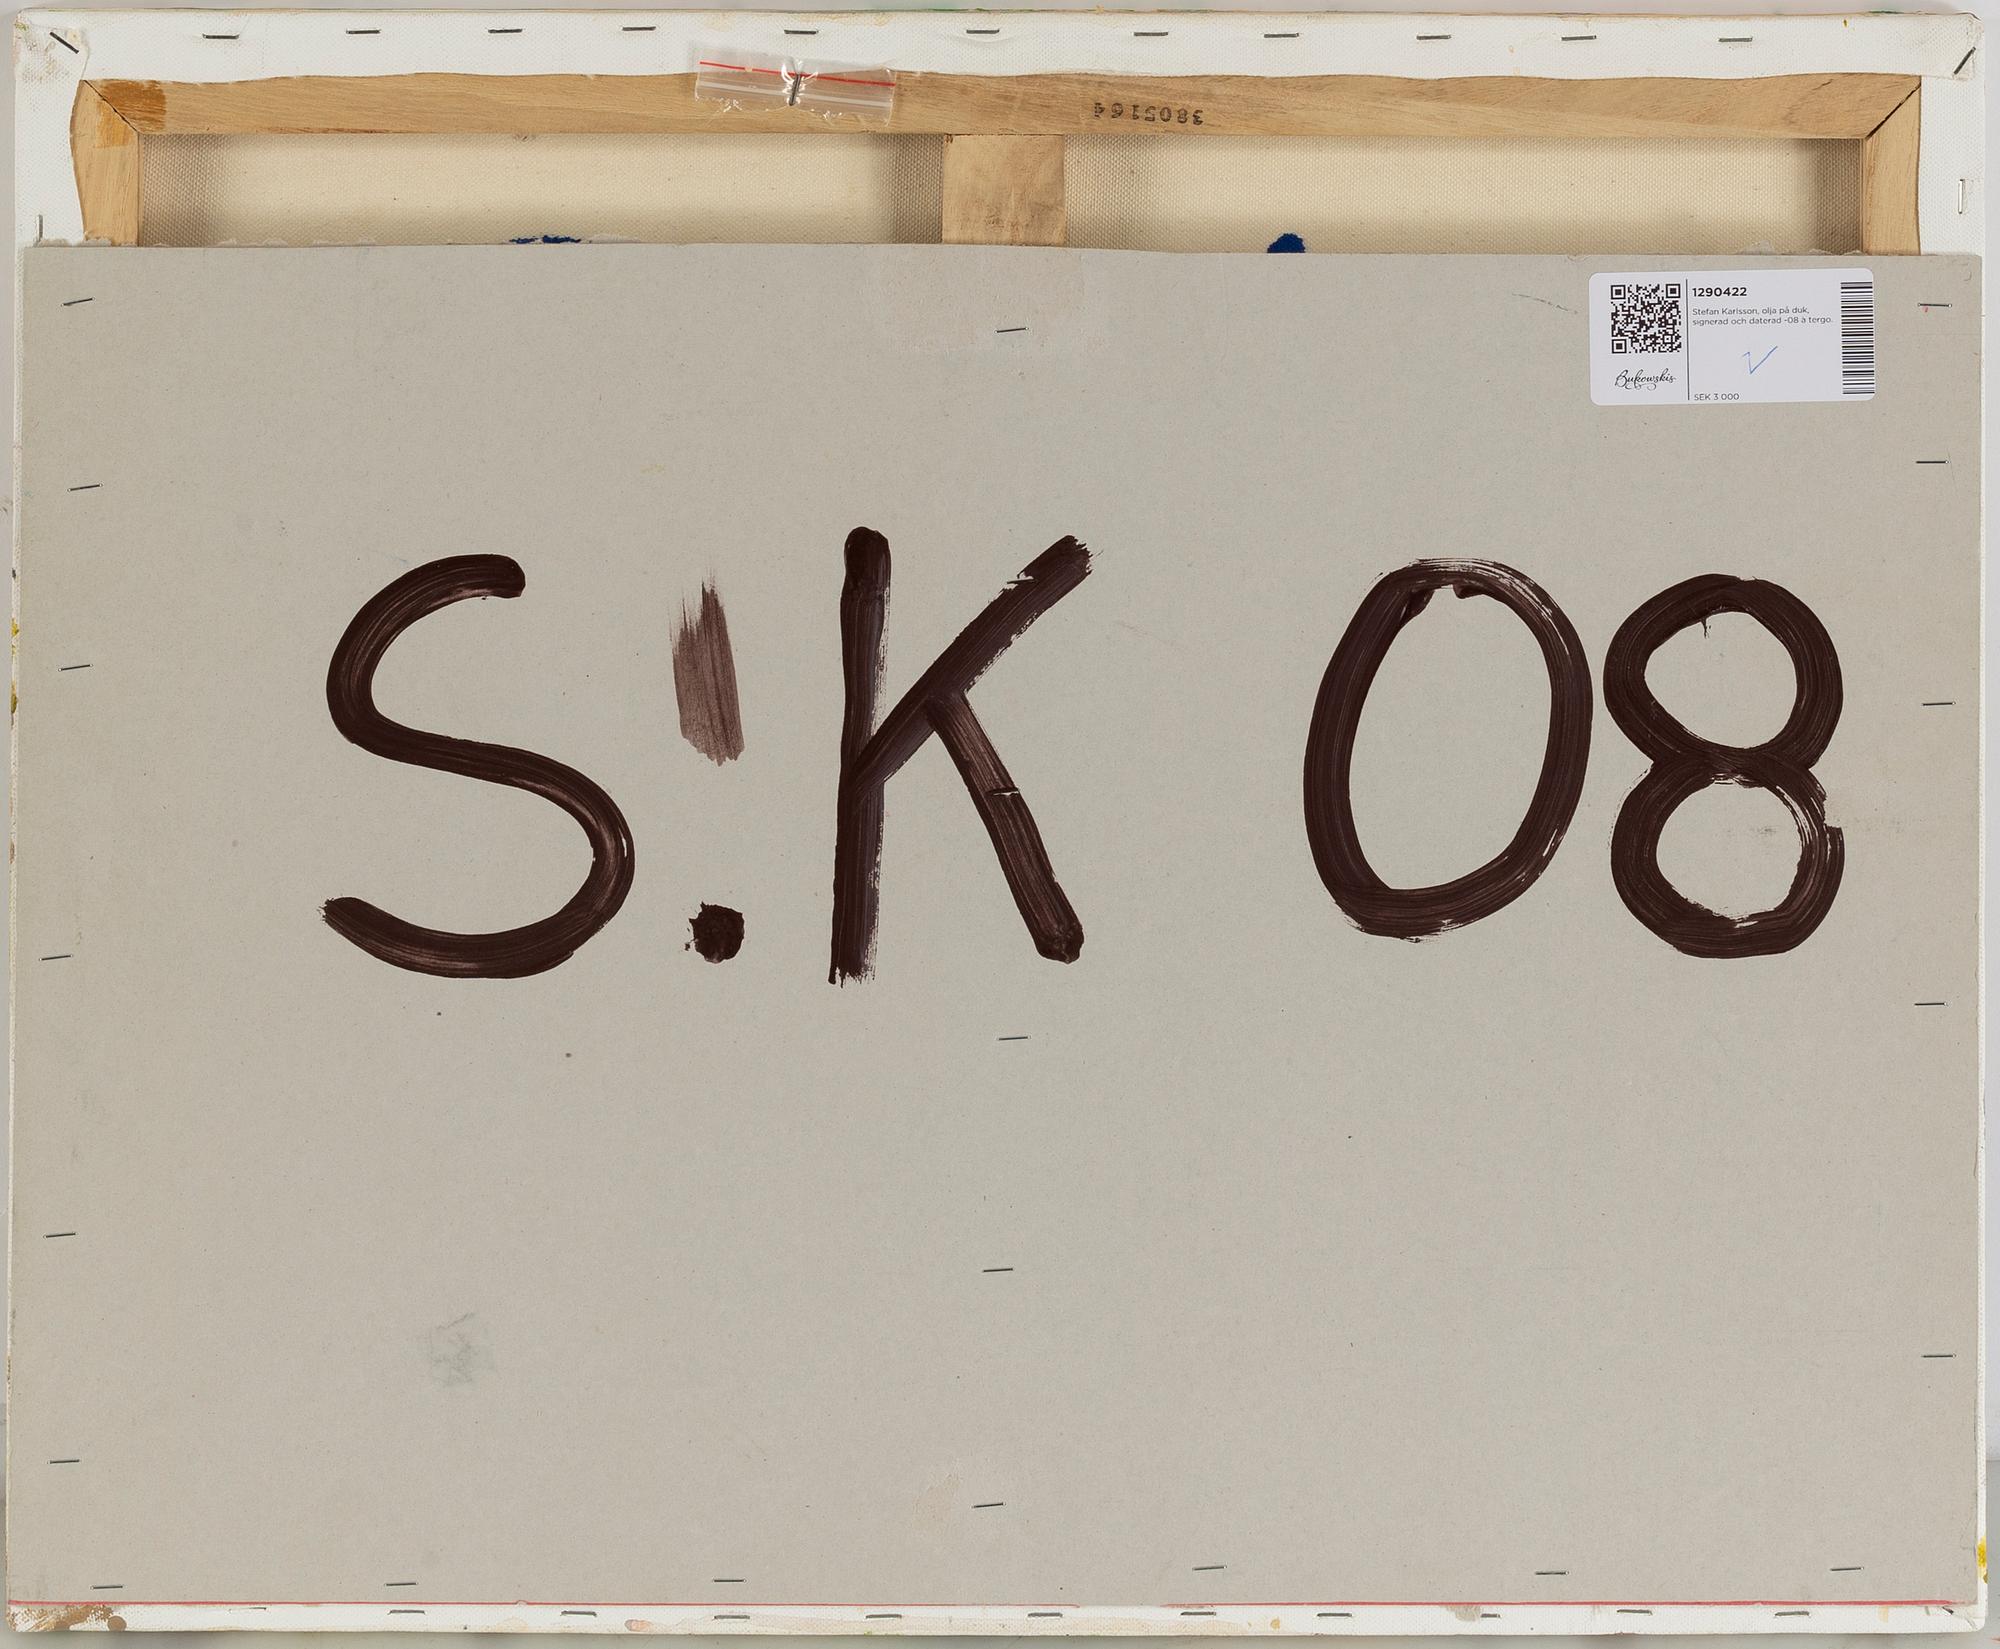 3805164
1290422
Stefan Karlsson, olja på duk,
signerad och daterad -08 à tergo.
Bukowskis
SEK 3 000
S.K 08